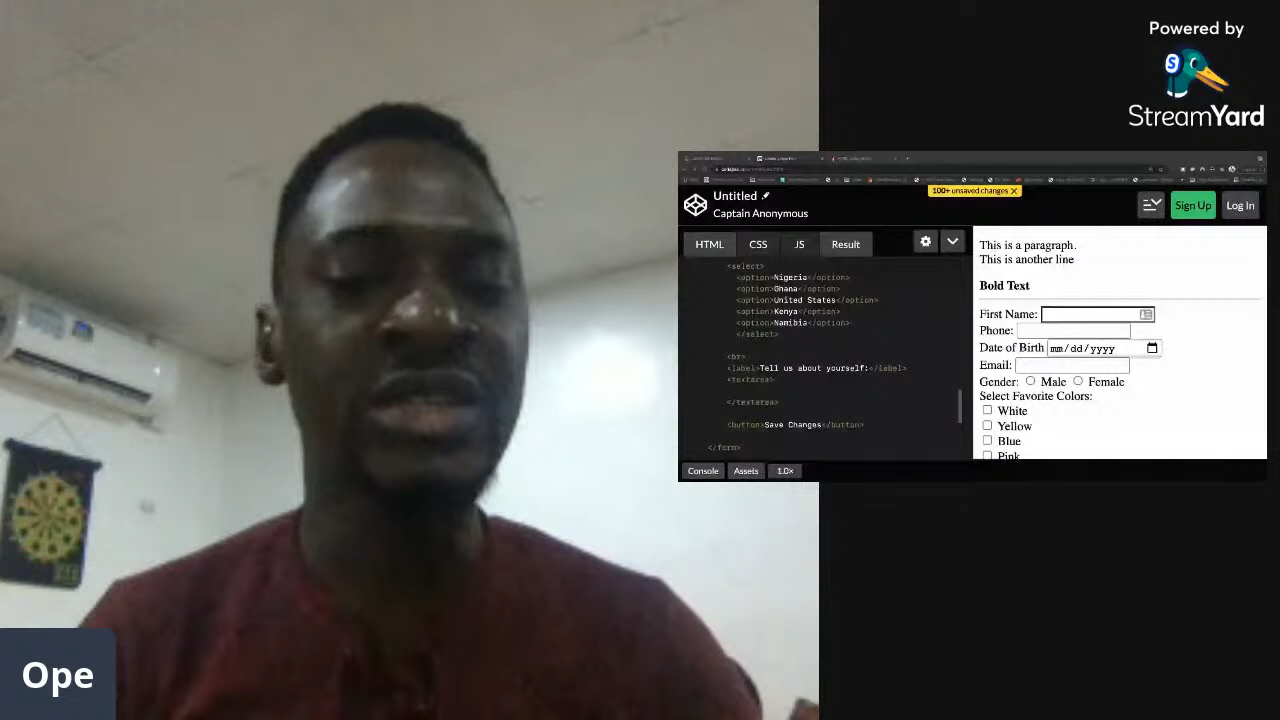 Powered by
S
StreamYard
Untitled
100+ unsaved changes X
Captain Anonymous
Sign Up
Log In
HTML
CSS
JS
Result
<select>
<option>Nigeria</option>
<option>Ghana</option>
<option>United States</option>
<option>Kenya</option>
<option>Namibia</option>
</select>
<br>
<label>Tell us about yourself:</label>
<textarea>
</textarea>
<button>Save Changes</button>
</form>
Console
Assets
1.0×
This is a paragraph.
This is another line
Bold Text
First Name:
Phone:
Date of Birth mm/dd/yyyy
Email:
Gender: Male Female
Select Favorite Colors:
White
Yellow
Blue
Pink
Ope